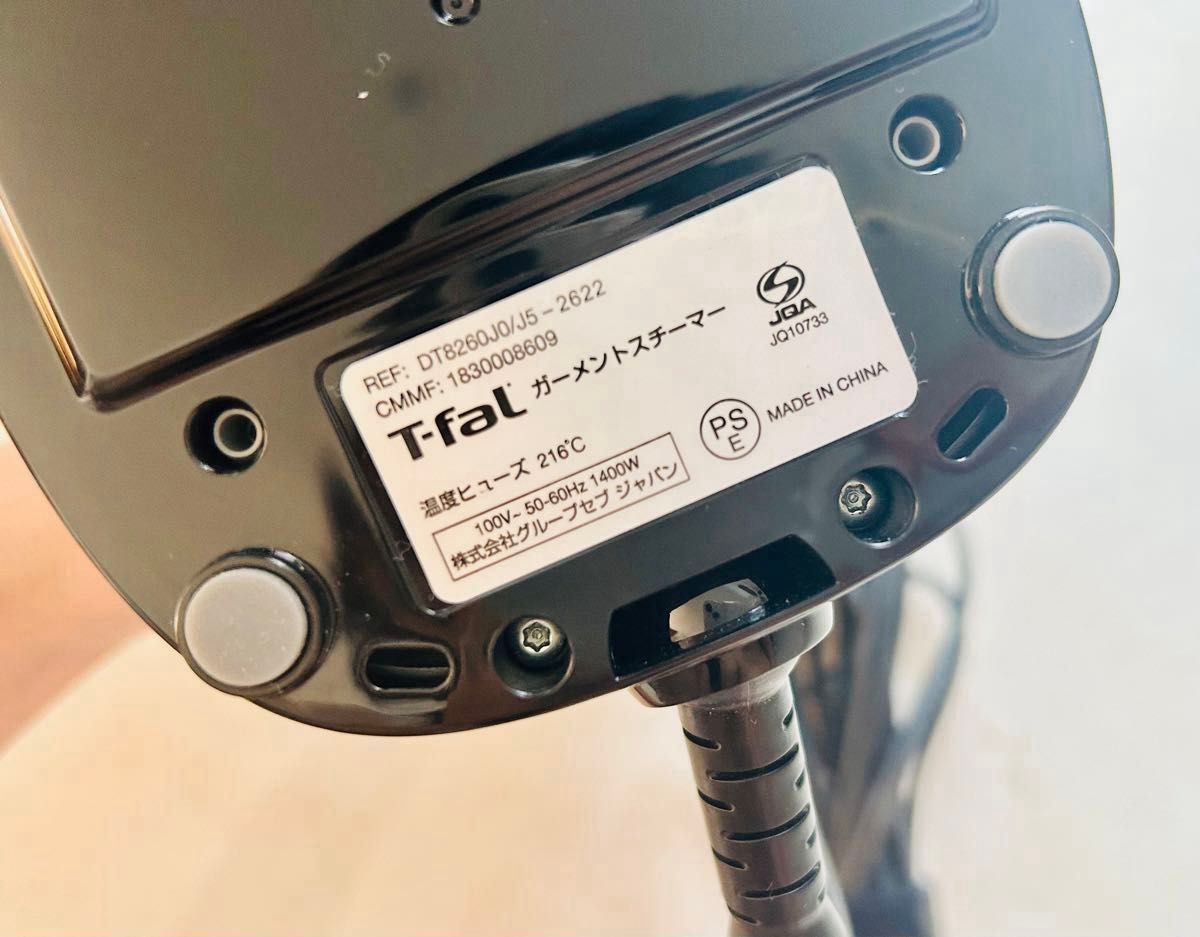 REF: DT8260J0/J5 - 2622
CMMF: 1830008609
T-faL ガーメントスチーマー
JQA
JQ10733
温度ヒューズ 216℃
100V~ 50-60Hz 1400W
株式会社グループセブ ジャパン
PS
E
MADE IN CHINA